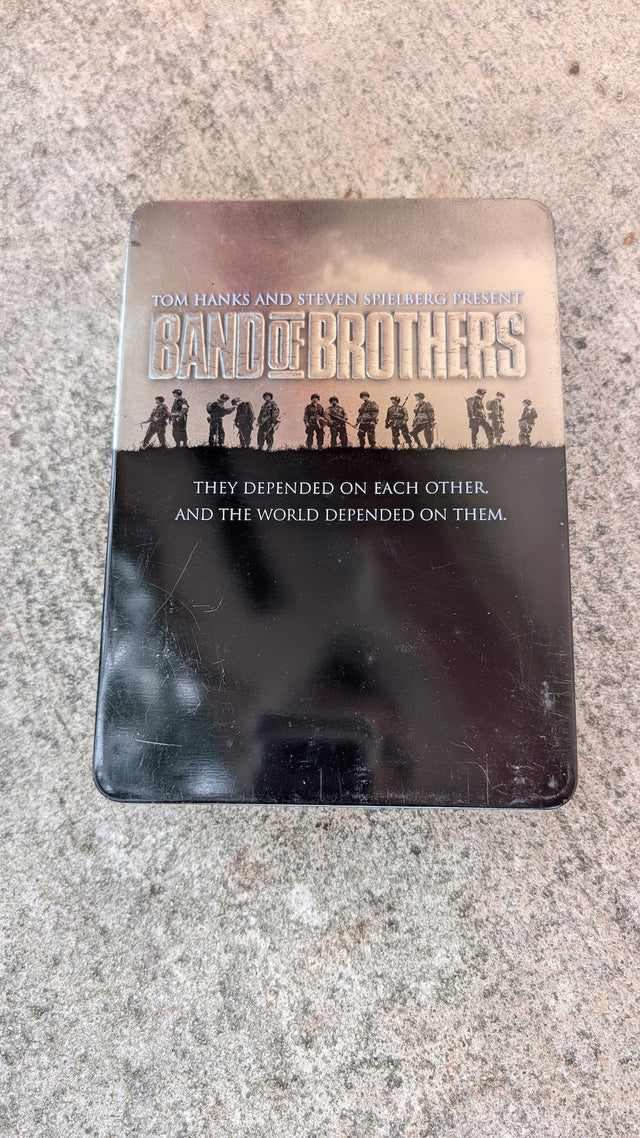 TOM HANKS AND STEVEN SPIELBERG PRESENT
BAND OF BROTHERS
THEY DEPENDED ON EACH OTHER,
AND THE WORLD DEPENDED ON THEM.